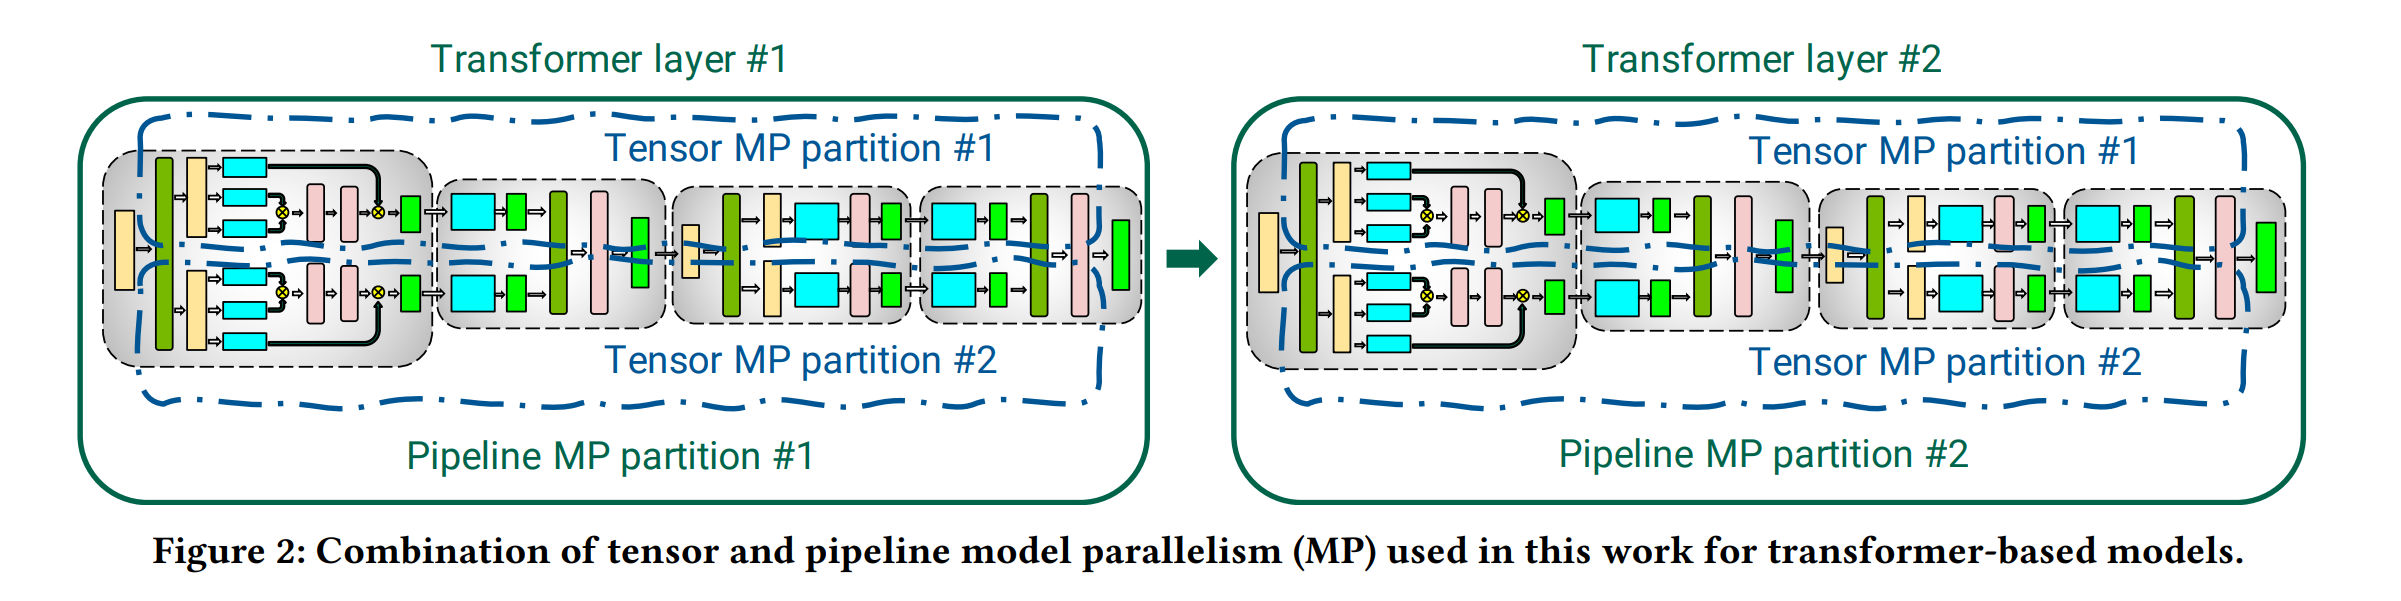 Transformer layer #1
Transformer layer #2
Tensor MP partition #1
Tensor MP partition #1
Tensor MP partition #2
Tensor MP partition #2
Pipeline MP partition #1
Pipeline MP partition #2
Figure 2: Combination of tensor and pipeline model parallelism (MP) used in this work for transformer-based models.